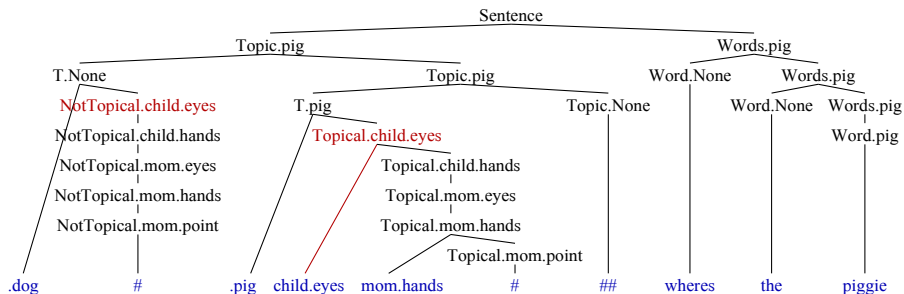 Sentence
Topic.pig Words.pig
T.None Topic.pig Word.None Words.pig
NotTopical.child.eyes T.pig Topic.None Word.None Words.pig
NotTopical.child.hands Topical.child.eyes Word.pig
NotTopical.mom.eyes Topical.child.hands
NotTopical.mom.hands Topical.mom.eyes
NotTopical.mom.point Topical.mom.hands
Topical.mom.point
.dog # .pig child.eyes mom.hands # ## wheres the piggie